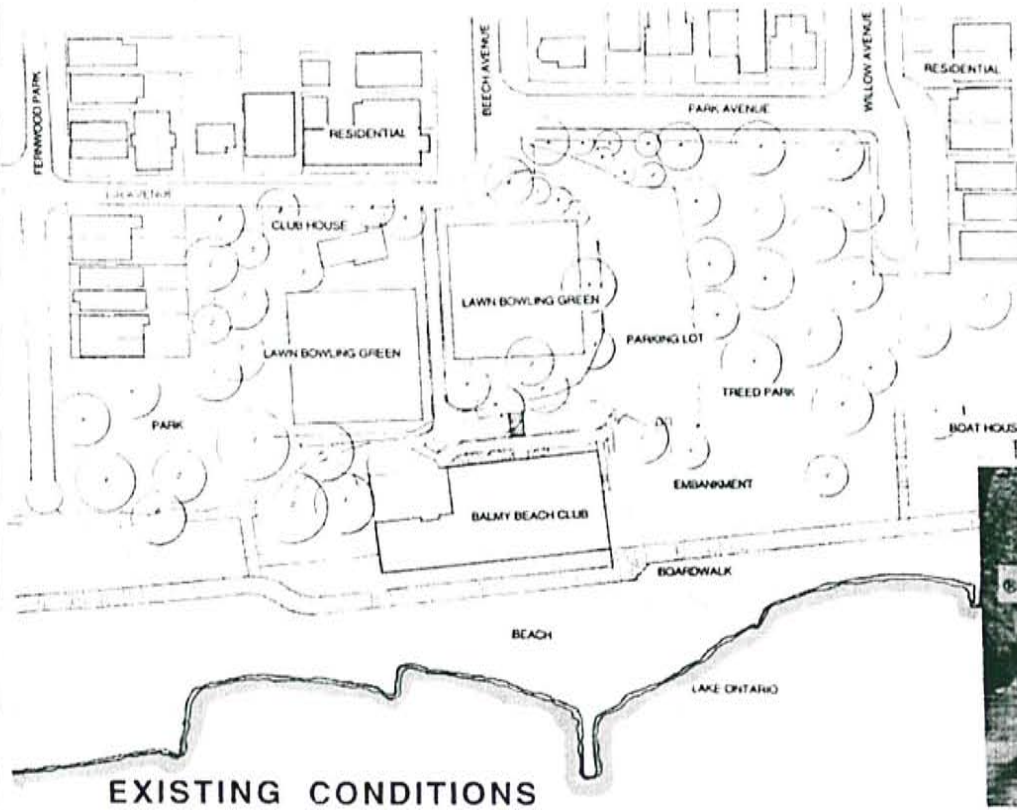 FERNWOOD PARK
BEECH AVENUE
WILLOW AVENUE
RESIDENTIAL
PARK AVENUE
RESIDENTIAL
AVENUE
CLUB HOUSE
LAWN BOWLING GREEN
LAWN BOWLING GREEN
PARKING LOT
TREED PARK
PARK
BOAT HOUS
EMBANKMENT
BALMY BEACH CLUB
BOARDWALK
BEACH
LAKE ONTARIO
EXISTING CONDITIONS